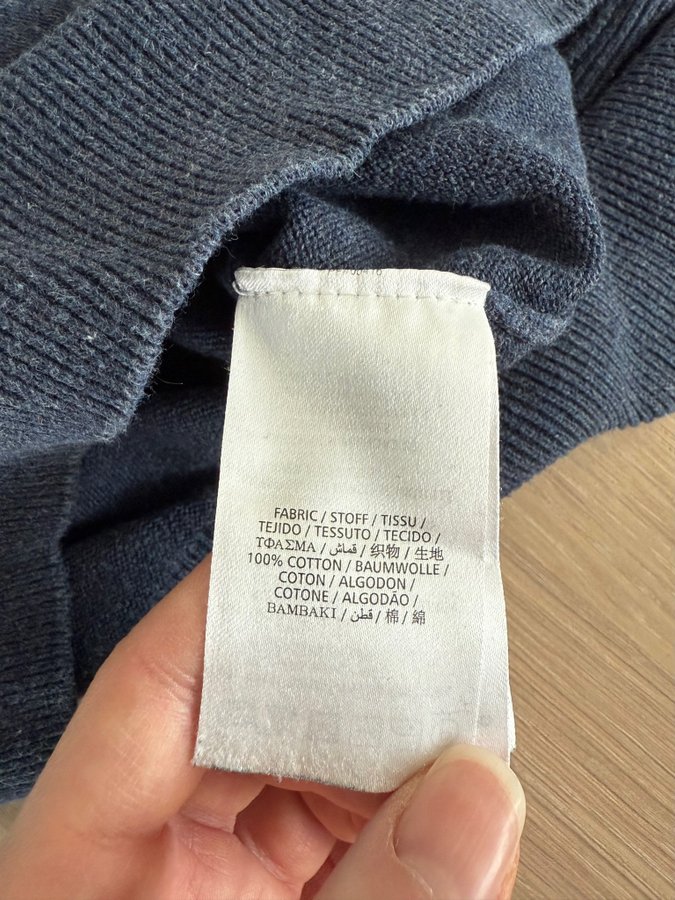 FABRIC / STOFF / TISSU /
TEJIDO / TESSUTO / TECIDO /
ΤΦΑΣΜΑ / قماش / 织物 / 生地
100% COTTON / BAUMWOLLE /
COTON / ALGODON /
COTONE / ALGODÃO /
BAMBAKI / قطن / 棉 / 綿